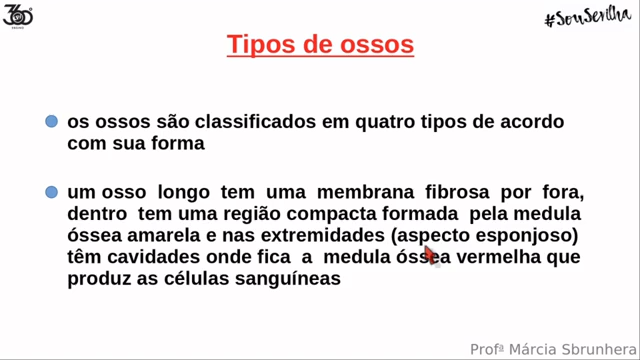 360°
#SouSerilha
Tipos de ossos
os ossos são classificados em quatro tipos de acordo
com sua forma
um osso longo tem uma membrana fibrosa por fora,
dentro tem uma região compacta formada pela medula
óssea amarela e nas extremidades (aspecto esponjoso)
têm cavidades onde fica a medula óssea vermelha que
produz as células sanguíneas
Profª Márcia Sbrunhera